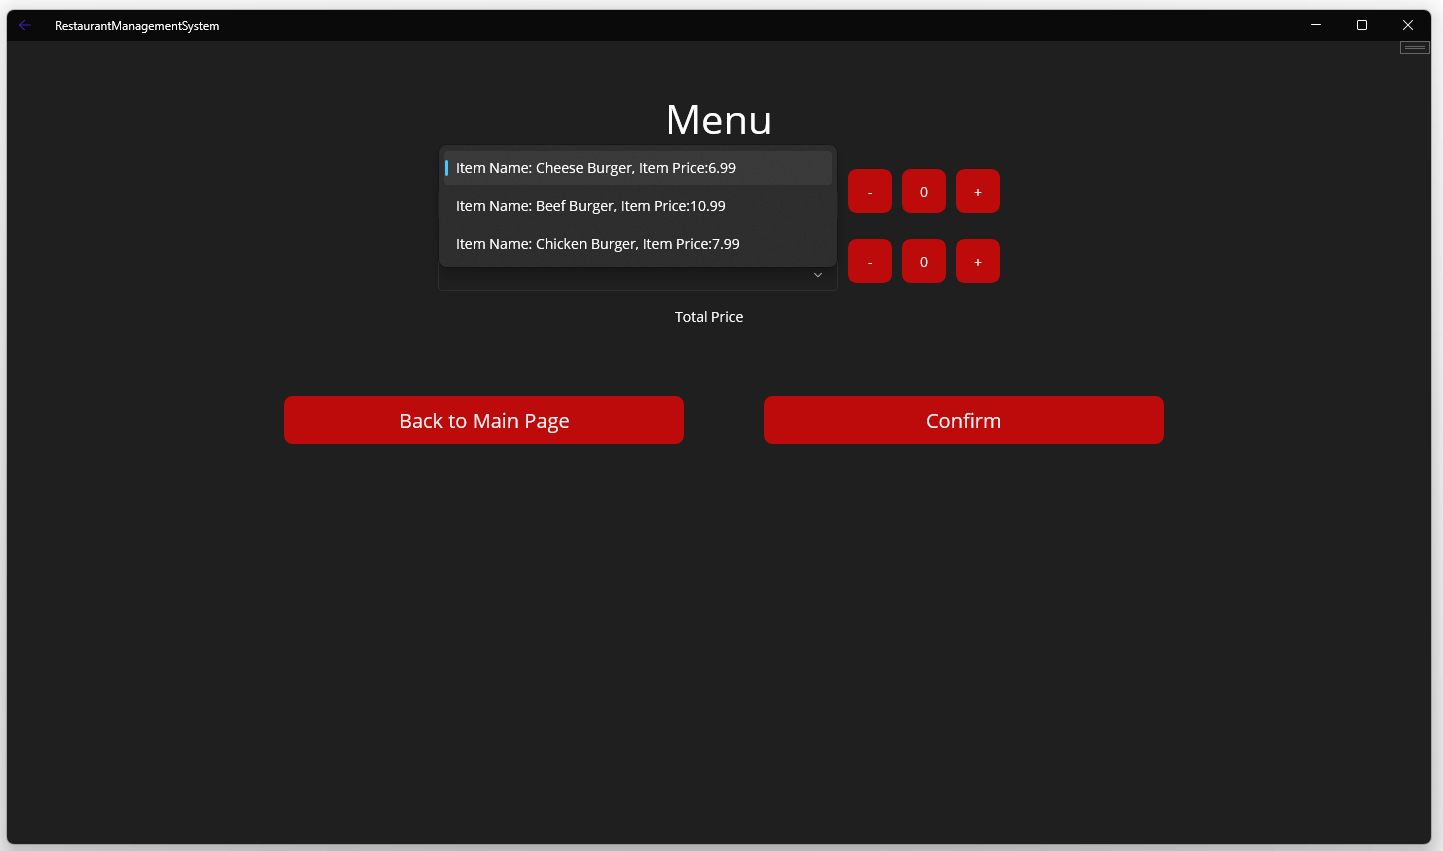 RestaurantManagementSystem
Menu
Item Name: Cheese Burger, Item Price:6.99
- 0 +
Item Name: Beef Burger, Item Price:10.99
Item Name: Chicken Burger, Item Price:7.99
- 0 +
Total Price
Back to Main Page
Confirm